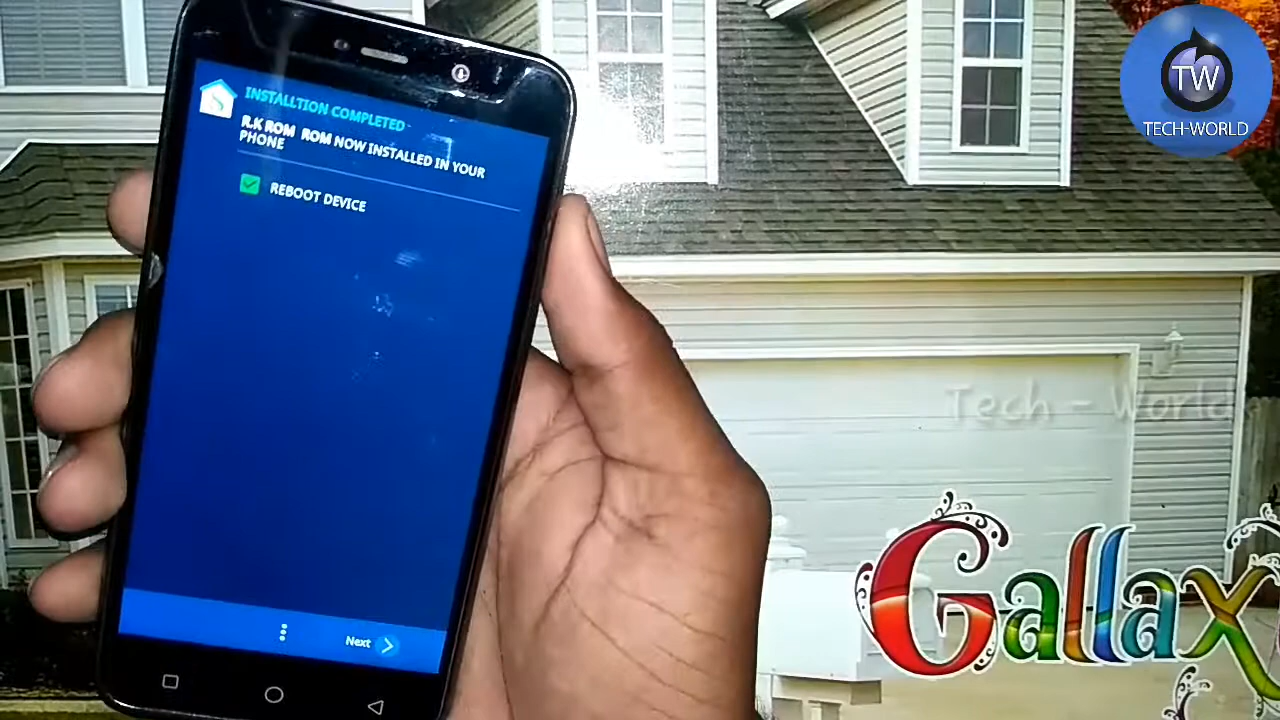 INSTALLTION COMPLETED
R.K ROM ROM NOW INSTALLED IN YOUR
PHONE
REBOOT DEVICE
Next
TW
TECH-WORLD
Tech - World
Gallax